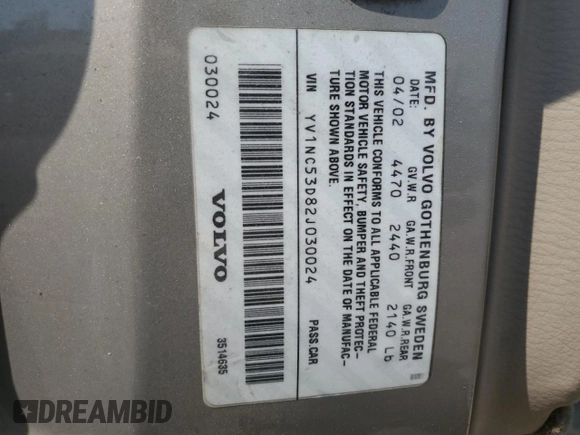 MFD. BY VOLVO GOTHENBURG SWEDEN
DATE: GV.W.R GA.W.R.FRONT GA.W.R.REAR
04/02 4470 2440 2140 Lb
THIS VEHICLE CONFORMS TO ALL APPLICABLE FEDERAL
MOTOR VEHICLE SAFETY, BUMPER AND THEFT PROTEC-
TION STANDARDS IN EFFECT ON THE DATE OF MANUFAC-
TURE SHOWN ABOVE.
VIN YV1NC53D82J030024 PASS.CAR
030024 VOLVO 3514635
DREAMBID